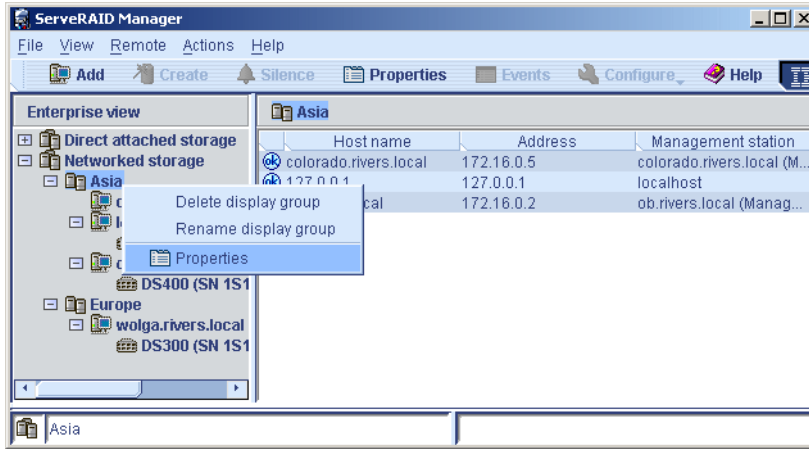 ServeRAID Manager
File View Remote Actions Help
Add Create Silence Properties Events Configure Help
Enterprise view
Asia
Direct attached storage
Networked storage
Asia
DS400 (SN 1S1
Europe
wolga.rivers.local
DS300 (SN 1S1
Delete display group
Rename display group
Properties
Host name Address Management station
colorado.rivers.local 172.16.0.5 colorado.rivers.local (M...
127.0.0.1 127.0.0.1 localhost
cal 172.16.0.2 ob.rivers.local (Manag...
Asia